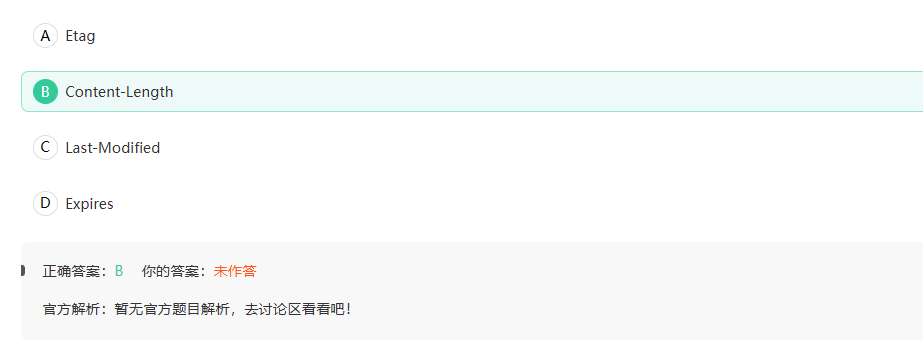 A Etag
B Content-Length
C Last-Modified
D Expires
正确答案：B 你的答案：未作答
官方解析：暂无官方题目解析，去讨论区看看吧！